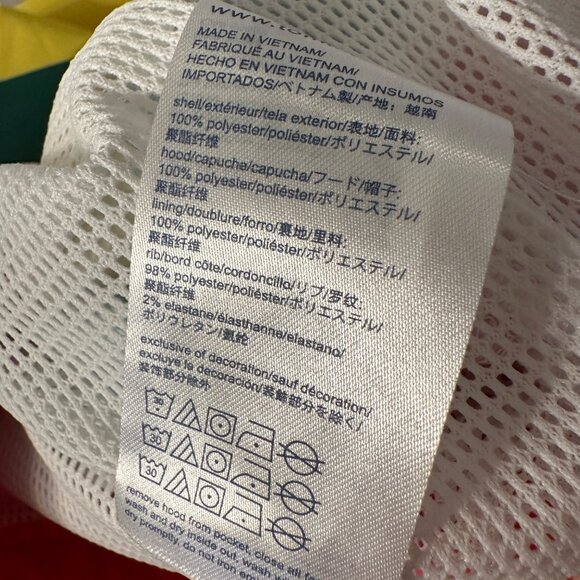 MADE IN VIETNAM/
FABRIQUÉ AU VIETNAM/
HECHO EN VIETNAM CON INSUMOS
IMPORTADOS/ベトナム製/产地：越南
shell/extérieur/tela exterior/表地/面料:
100% polyester/poliéster/ポリエステル/
聚酯纤维
hood/capuche/capucha/フード/帽子:
100% polyester/poliéster/ポリエステル/
聚酯纤维
lining/doublure/forro/裏地/里料:
100% polyester/poliéster/ポリエステル/
聚酯纤维
rib/bord côte/cordoncillo/リブ/罗纹.
98% polyester/poliéster/ポリエステル/
聚酯纤维
2% elastane/élasthanne/elastano/
ポリウレタン/氨纶
exclusive of decoration/sauf décoration/
excluye la decoración/装飾部分を除く/
装饰部分除外
30
30
30
remove hood from pocket, close all
wash and dry inside out, wash
dry promptly, do not iron